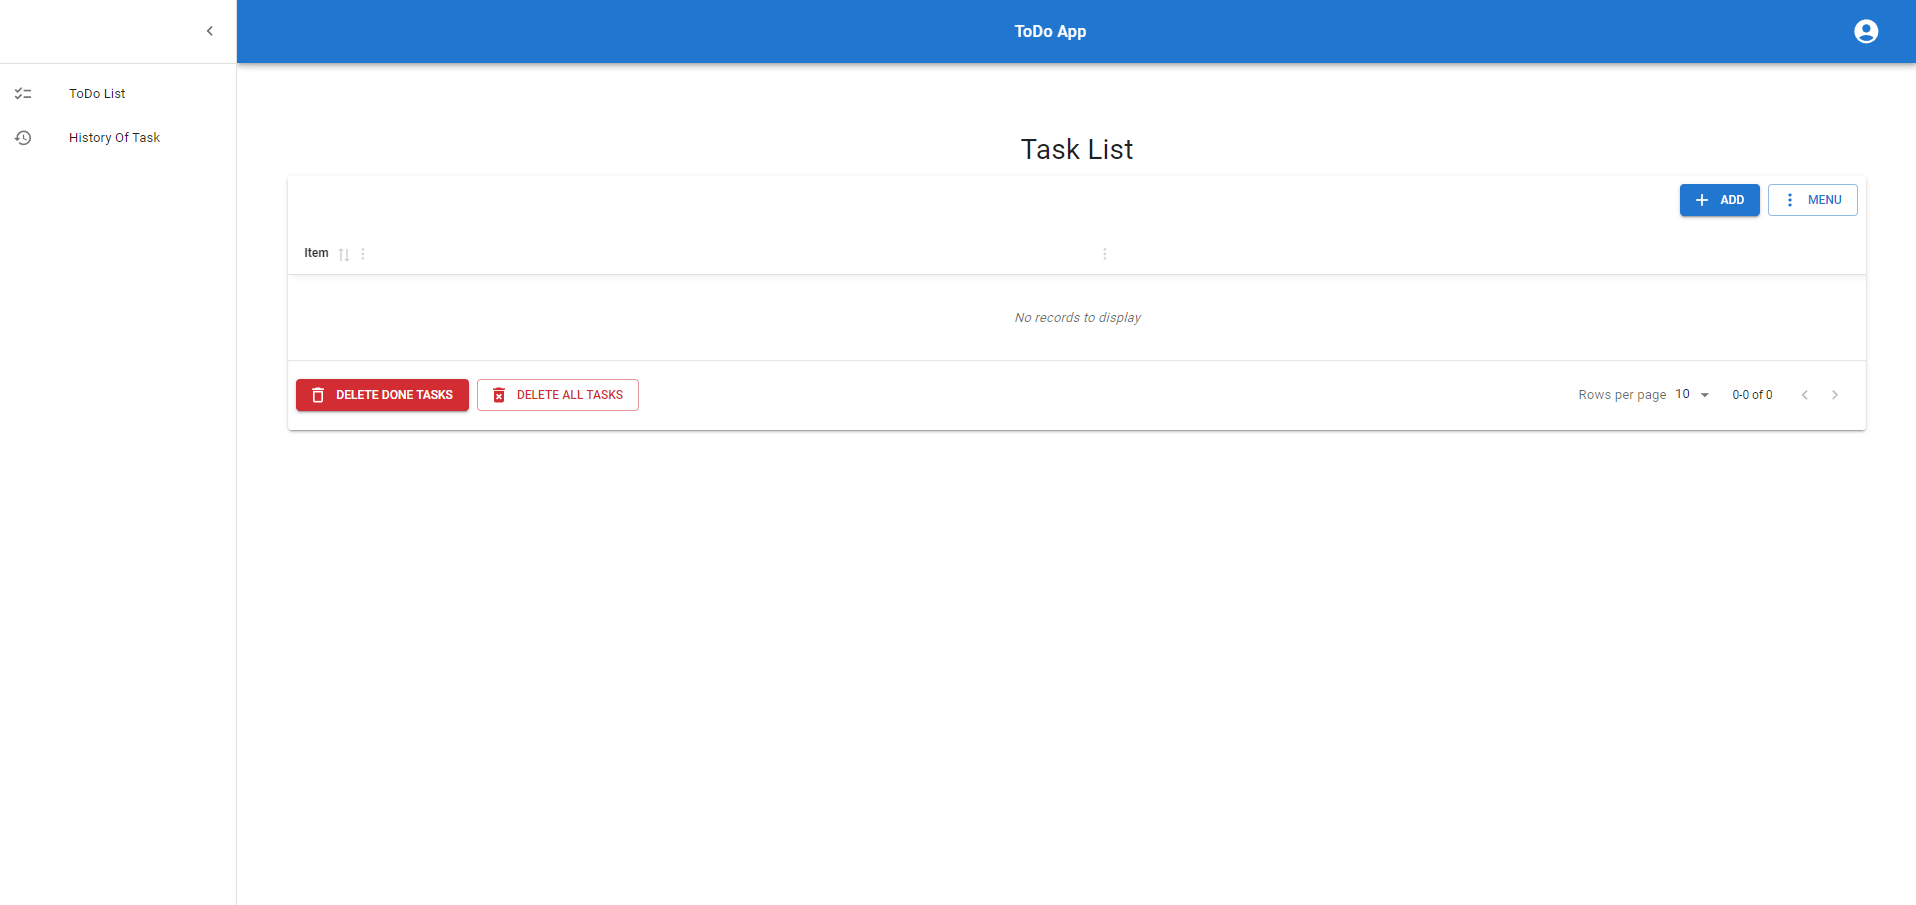 ToDo App
ToDo List
History Of Task
Task List
ADD
MENU
Item
No records to display
DELETE DONE TASKS
DELETE ALL TASKS
Rows per page 10
0-0 of 0